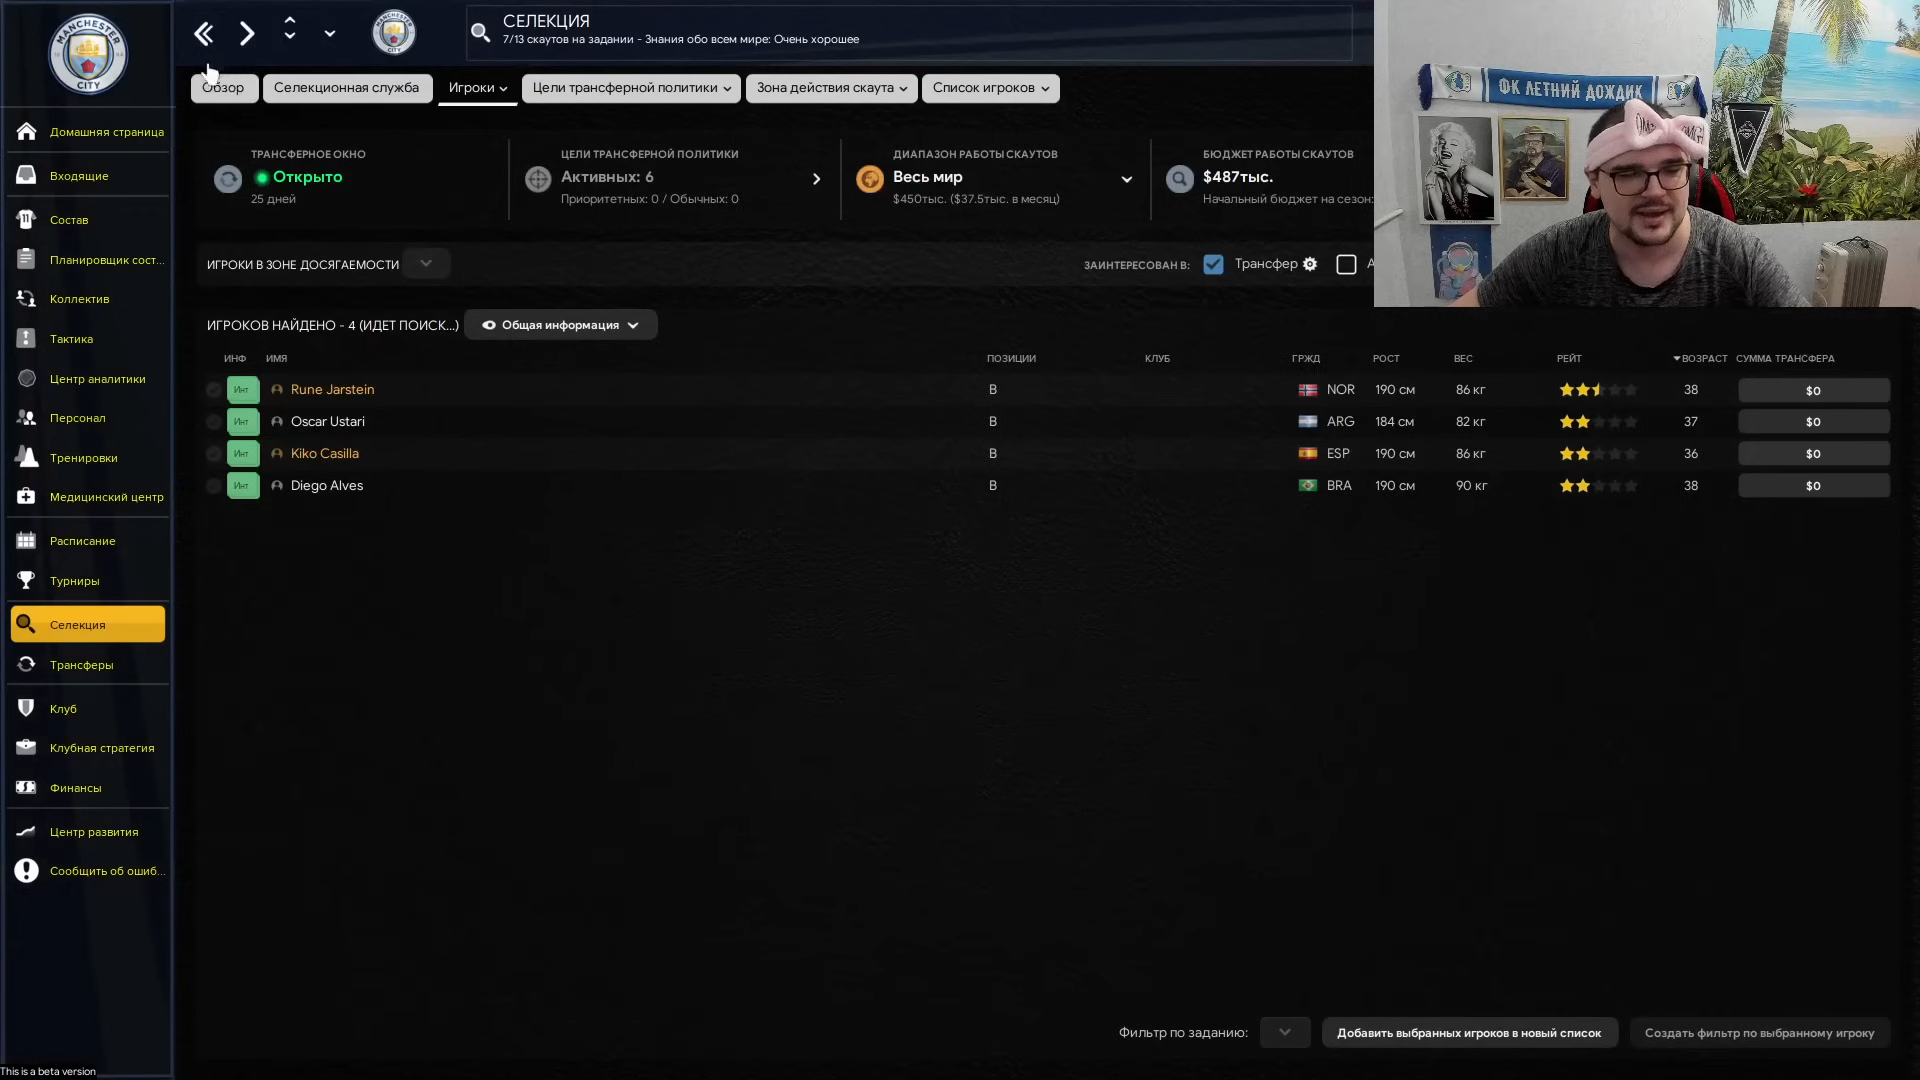 СЕЛЕКЦИЯ
7/13 скаутов на задании - Знания обо всем мире: Очень хорошее
MANCHESTER
CITY
Обзор
Селекционная служба
Игроки
Цели трансферной политики
Зона действия скаута
Список игроков
ФК ЛЕТНИЙ ДОЖДИК
Домашняя страница
Входящие
Состав
Планировщик сост...
Коллектив
Тактика
Центр аналитики
Персонал
Тренировки
Медицинский центр
Расписание
Турниры
Селекция
Трансферы
Клуб
Клубная стратегия
Финансы
Центр развития
Сообщить об ошиб...
This is a beta version
ТРАНСФЕРНОЕ ОКНО
Открыто
25 дней
ЦЕЛИ ТРАНСФЕРНОЙ ПОЛИТИКИ
Активных: 6
Приоритетных: 0 / Обычных: 0
ДИАПАЗОН РАБОТЫ СКАУТОВ
Весь мир
$450тыс. ($37.5тыс. в месяц)
БЮДЖЕТ РАБОТЫ СКАУТОВ
$487тыс.
Начальный бюджет на сезон:
ИГРОКИ В ЗОНЕ ДОСЯГАЕМОСТИ
ЗАИНТЕРЕСОВАН В:
Трансфер
ИГРОКОВ НАЙДЕНО - 4 (ИДЕТ ПОИСК...)
Общая информация
ИНФ ИМЯ ПОЗИЦИИ КЛУБ ГРЖД РОСТ ВЕС РЕЙТ ВОЗРАСТ СУММА ТРАНСФЕРА
Инт Rune Jarstein В NOR 190 см 86 кг 38 $0
Инт Oscar Ustari В ARG 184 см 82 кг 37 $0
Инт Kiko Casilla В ESP 190 см 86 кг 36 $0
Инт Diego Alves В BRA 190 см 90 кг 38 $0
Фильтр по заданию:
Добавить выбранных игроков в новый список
Создать фильтр по выбранному игроку